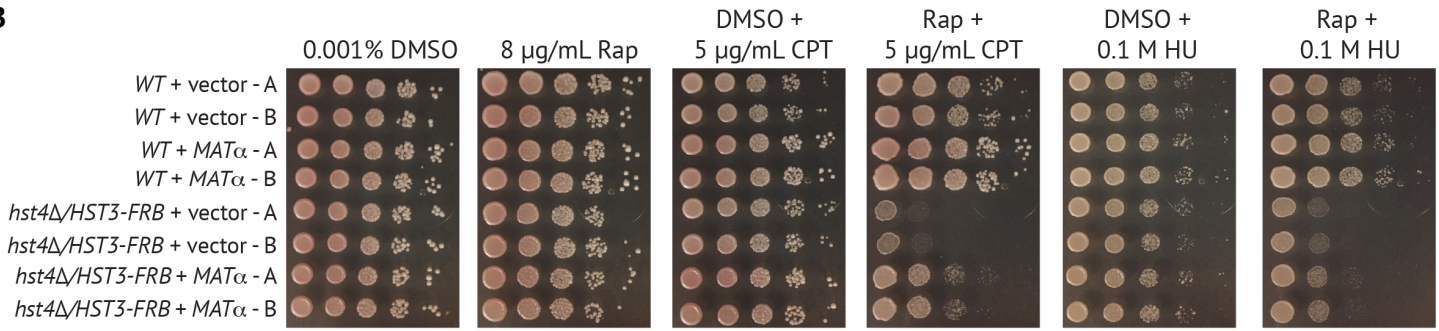 B
DMSO + Rap + DMSO + Rap +
0.001% DMSO 8 µg/mL Rap 5 µg/mL CPT 5 µg/mL CPT 0.1 M HU 0.1 M HU
WT + vector - A
WT + vector - B
WT + MATα - A
WT + MATα - B
hst4Δ/HST3-FRB + vector - A
hst4Δ/HST3-FRB + vector - B
hst4Δ/HST3-FRB + MATα - A
hst4Δ/HST3-FRB + MATα - B